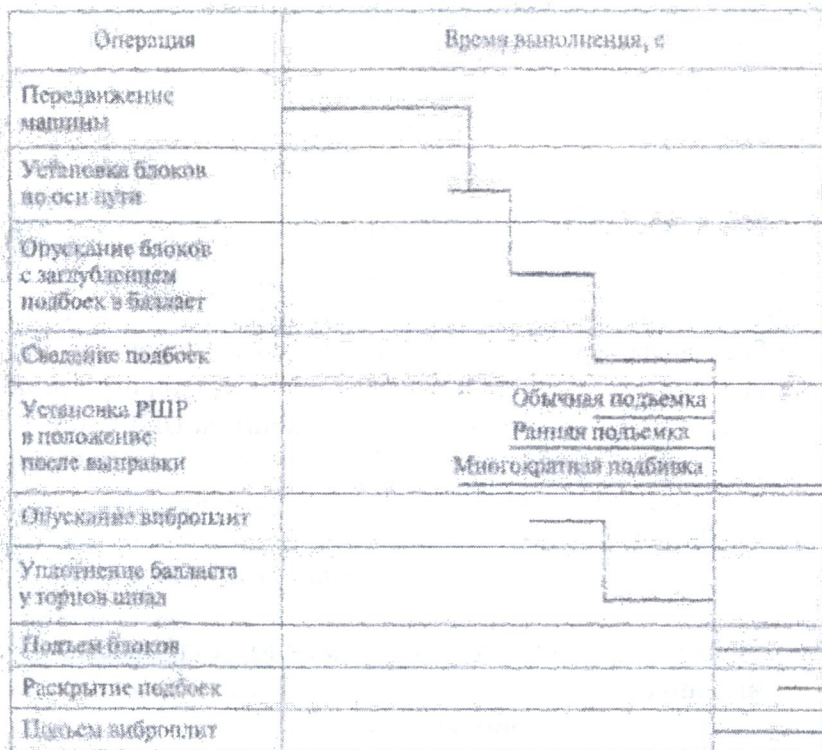 Операция
Время выполнения, с
Передвижение
машины
Установка блоков
по оси пути
Опускание блоков
с заглублением
подбоек в балласт
Сведение подбоек
Установка РШР
в положение
после выправки
Обычная подъемка
Ранняя подъемка
Многократная подбивка
Опускание виброплит
Уплотнение балласта
у торцов шпал
Подъем блоков
Раскрытие подбоек
Подъем виброплит